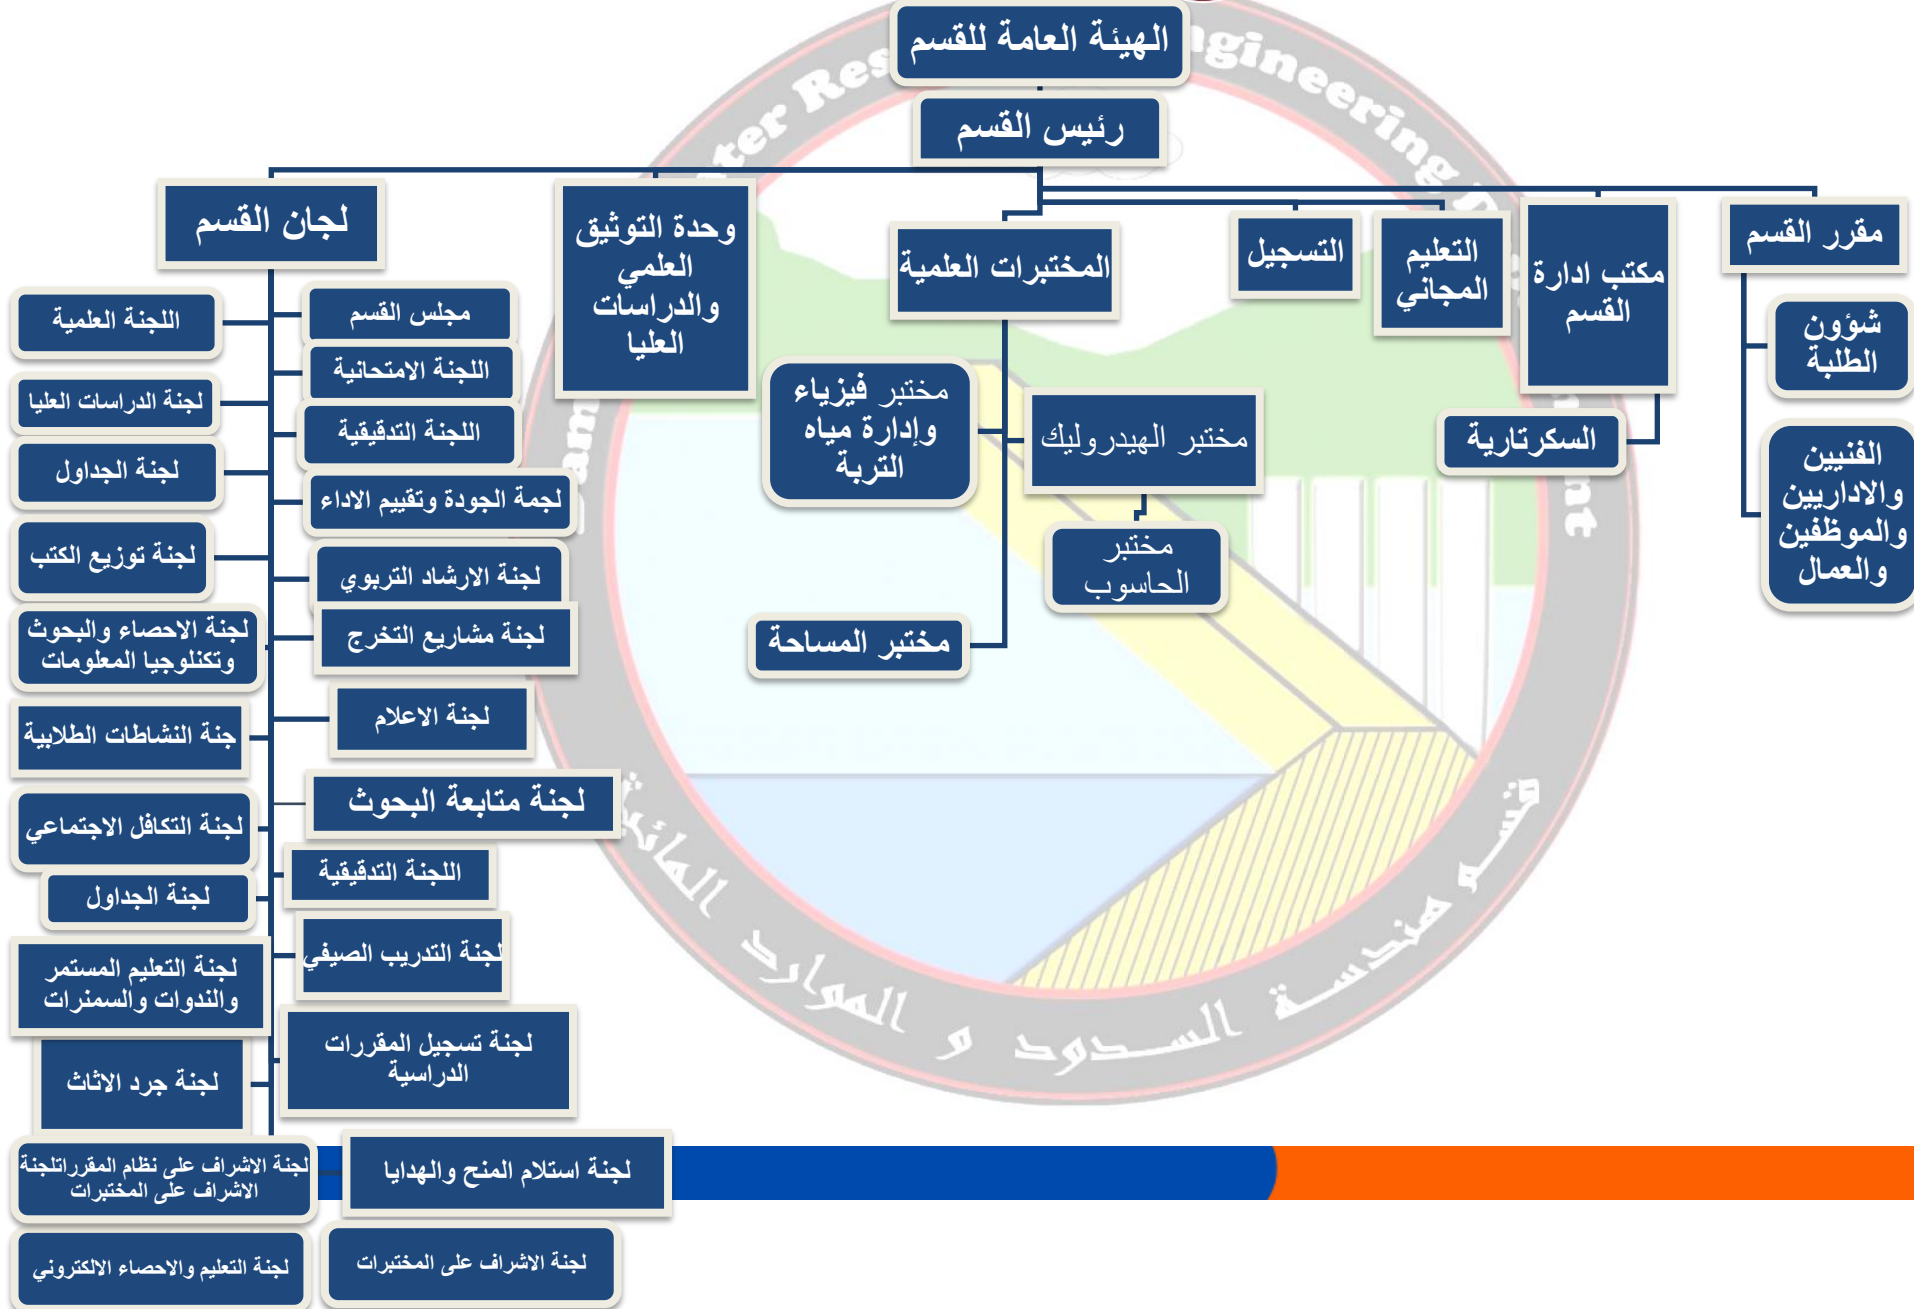 الهيئة العامة للقسم
رئيس القسم
مقرر القسم
شؤون
الطلبة
الفنيين
والاداريين
والموظفين
والعمال
مكتب ادارة
القسم
السكرتارية
التعليم
المجاني
التسجيل
المختبرات العلمية
مختبر الهيدروليك
مختبر
الحاسوب
مختبر فيزياء
وإدارة مياه
التربة
مختبر المساحة
وحدة التوثيق
العلمي
والدراسات
العليا
لجان القسم
مجلس القسم
اللجنة العلمية
اللجنة الامتحانية
لجنة الدراسات العليا
اللجنة التدقيقية
لجنة الجداول
لجمة الجودة وتقييم الاداء
لجنة توزيع الكتب
لجنة الارشاد التربوي
لجنة مشاريع التخرج
لجنة الاحصاء والبحوث
وتكنلوجيا المعلومات
لجنة الاعلام
جنة النشاطات الطلابية
لجنة متابعة البحوث
لجنة التكافل الاجتماعي
اللجنة التدقيقية
لجنة الجداول
لجنة التدريب الصيفي
لجنة التعليم المستمر
والندوات والسمنرات
لجنة تسجيل المقررات
الدراسية
لجنة جرد الاثاث
لجنة استلام المنح والهدايا
لجنة الاشراف على نظام المقرراتلجنة
الاشراف على المختبرات
لجنة الاشراف على المختبرات
لجنة التعليم والاحصاء الالكتروني
قسم هندسة السدود و الموارد المائية